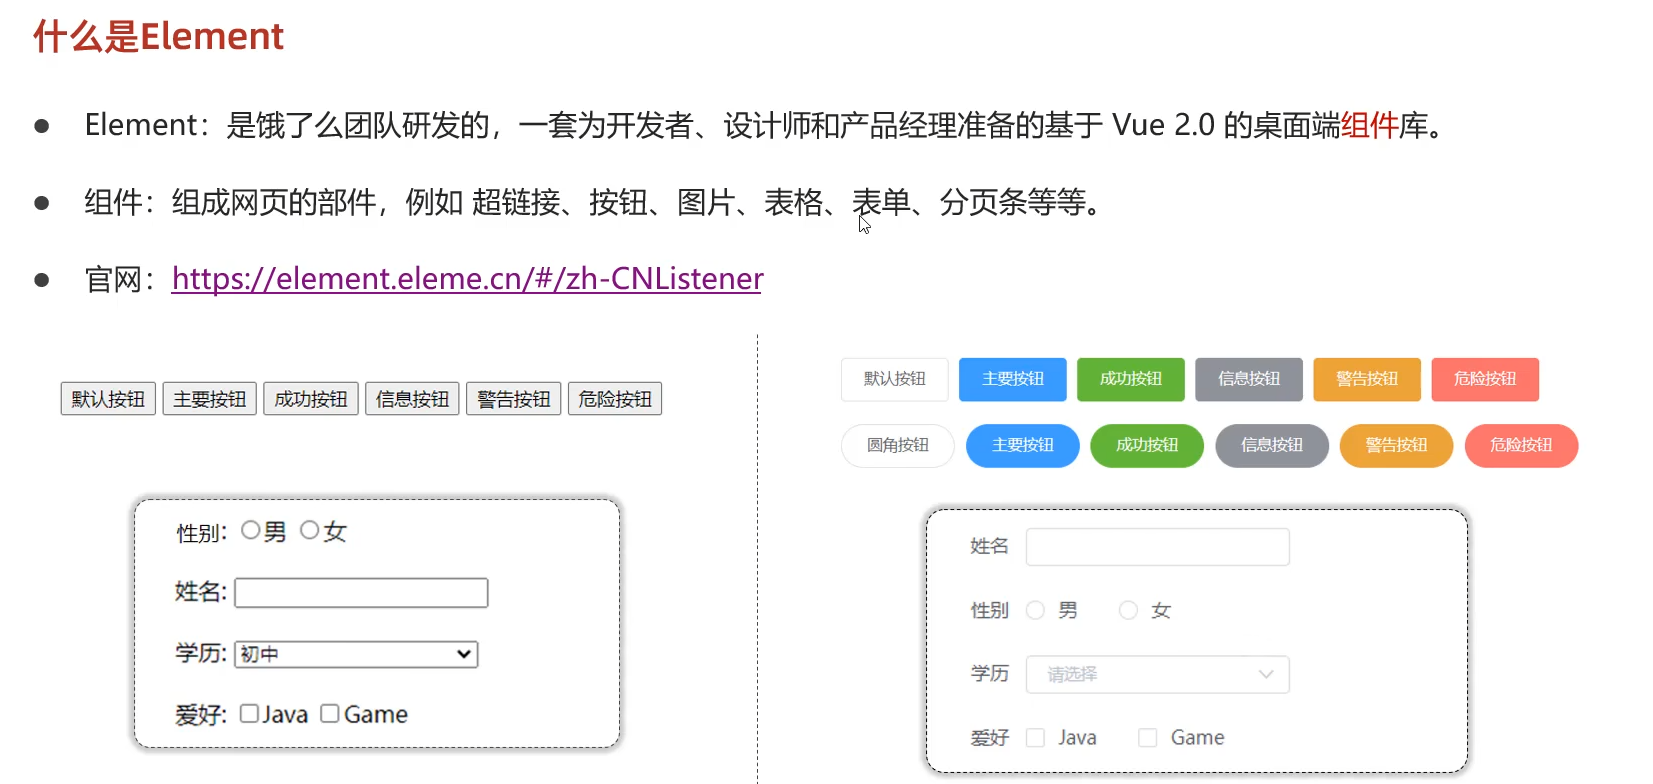 什么是Element
Element：是饿了么团队研发的，一套为开发者、设计师和产品经理准备的基于 Vue 2.0 的桌面端组件库。
组件：组成网页的部件，例如 超链接、按钮、图片、表格、表单、分页条等等。
官网：https://element.eleme.cn/#/zh-CNListener
默认按钮 主要按钮 成功按钮 信息按钮 警告按钮 危险按钮
性别: 男 女
姓名:
学历: 初中
爱好: Java Game
默认按钮 主要按钮 成功按钮 信息按钮 警告按钮 危险按钮
圆角按钮 主要按钮 成功按钮 信息按钮 警告按钮 危险按钮
姓名
性别 男 女
学历 请选择
爱好 Java Game